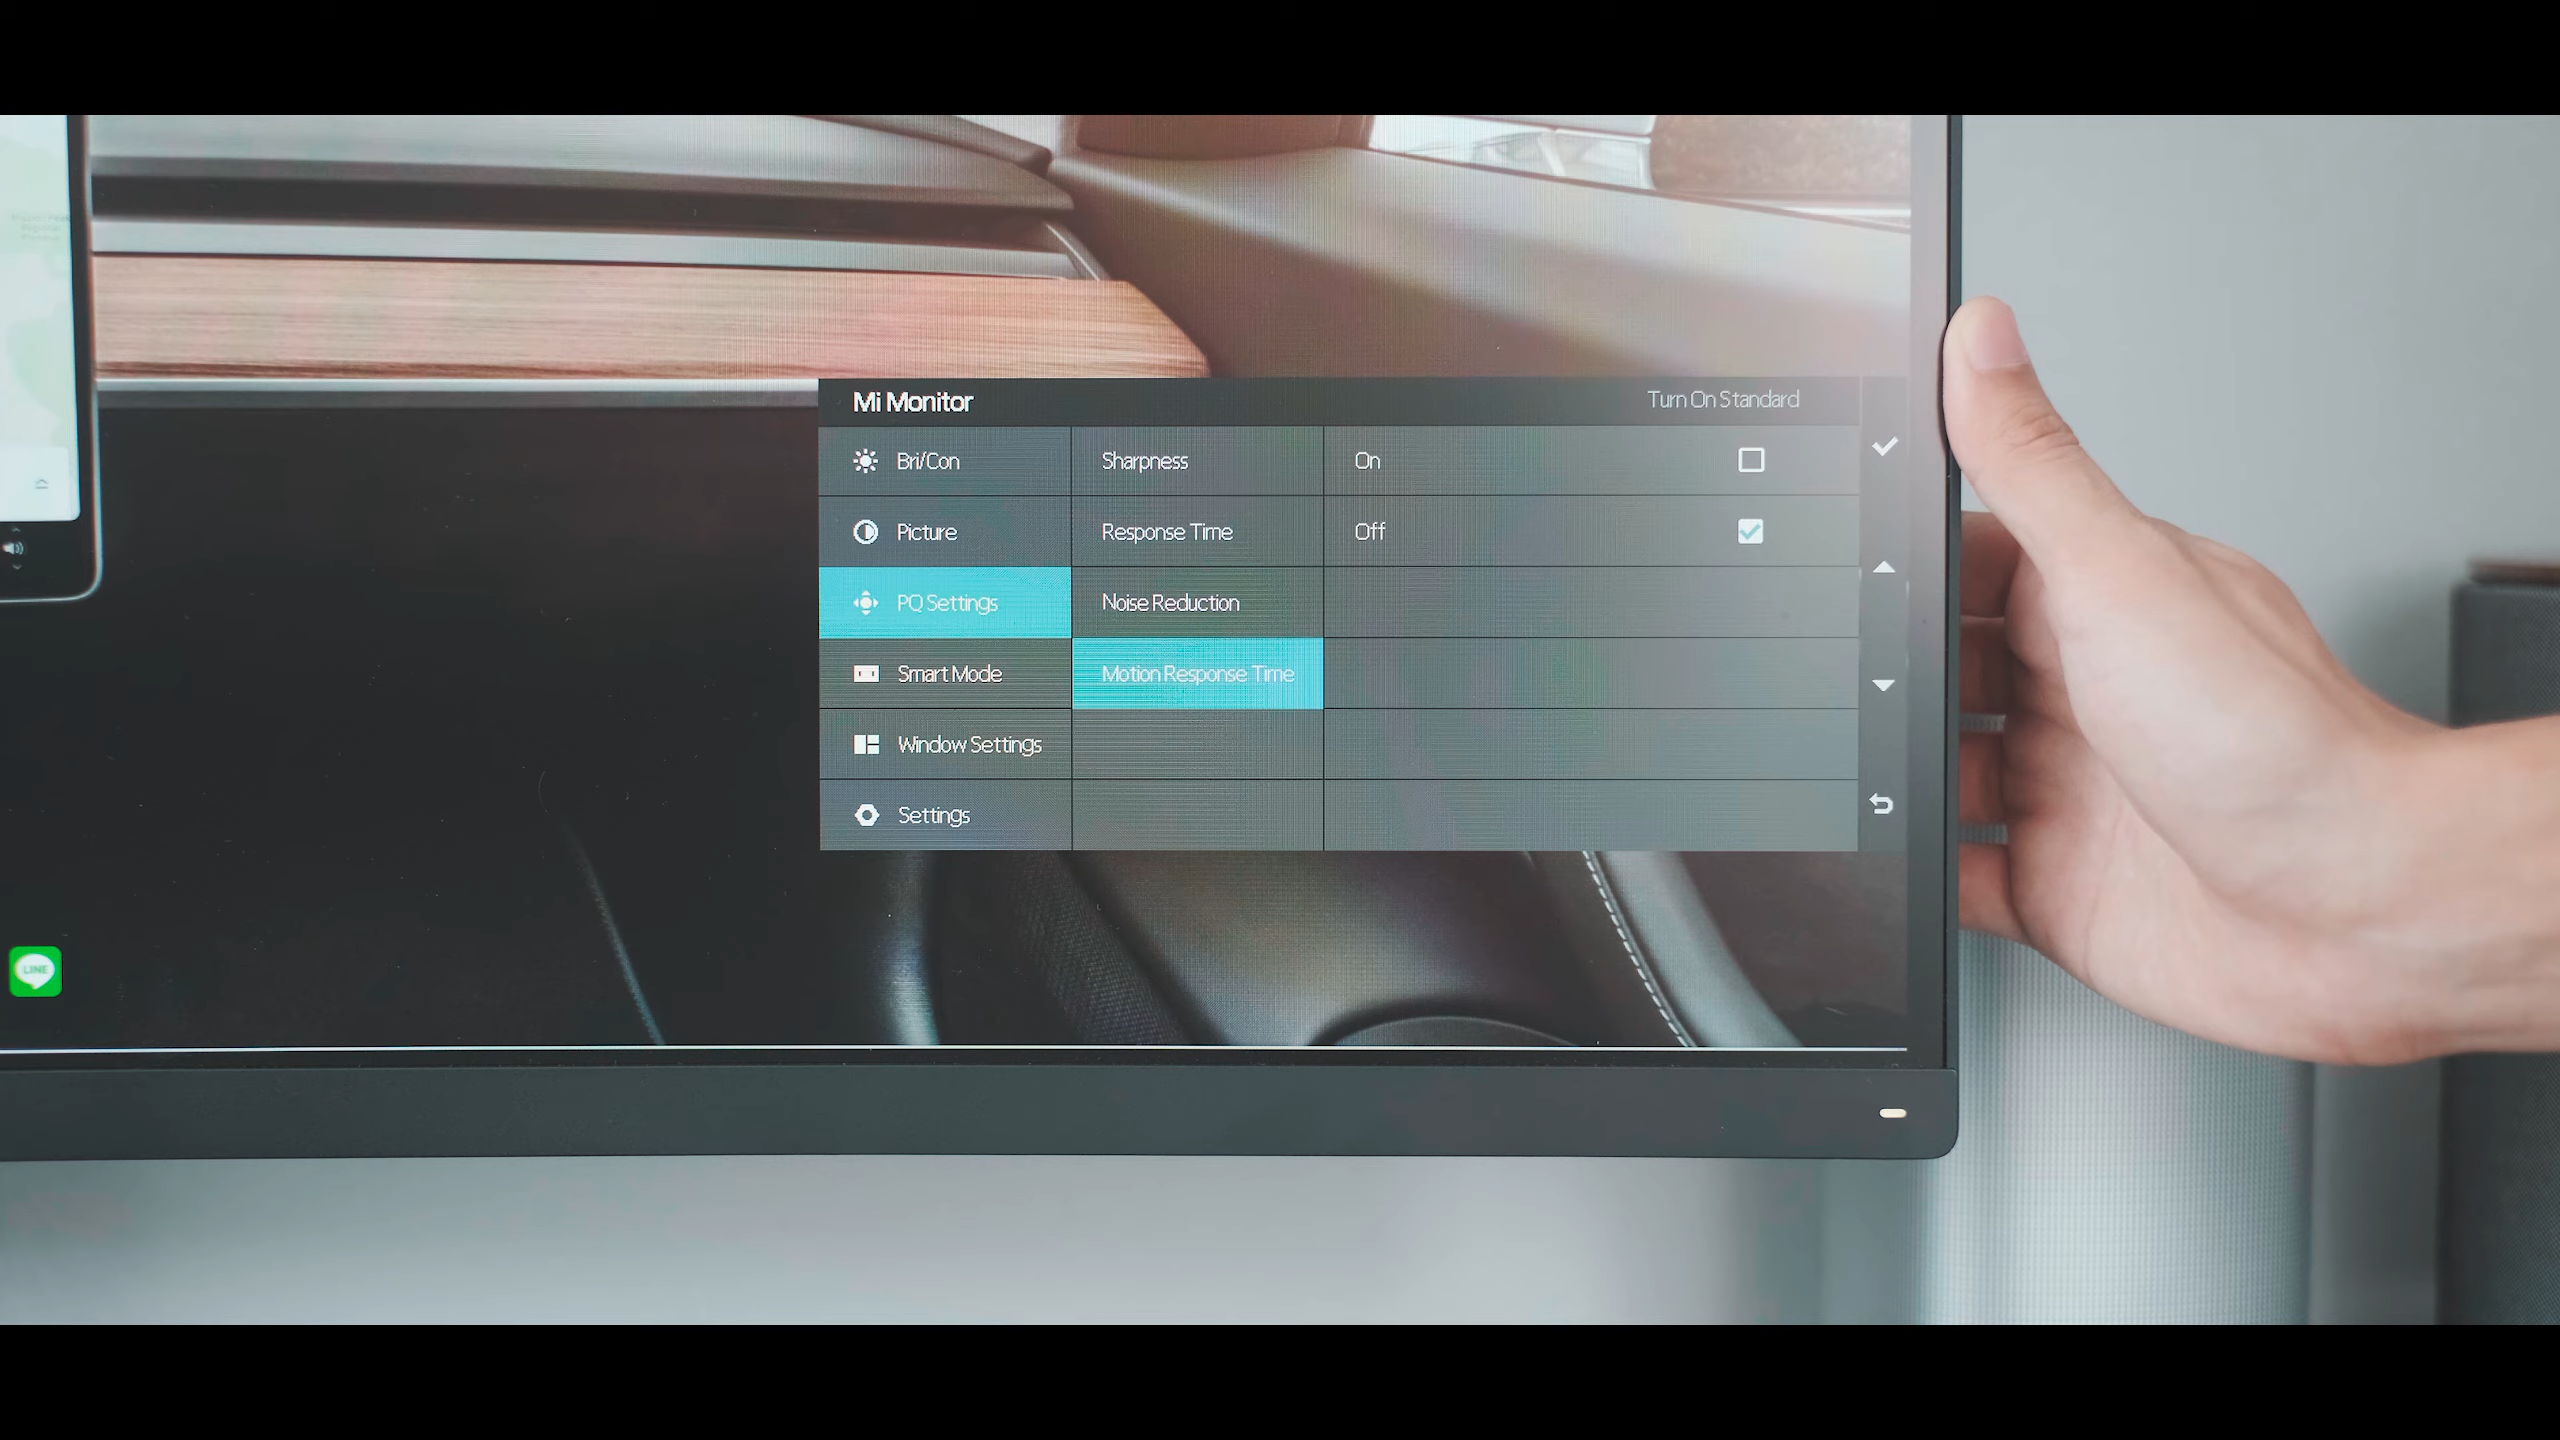 Mi Monitor
Turn On Standard
Bri/Con
Sharpness
On
Picture
Response Time
Off
PQ Settings
Noise Reduction
Smart Mode
Motion Response Time
Window Settings
Settings
LINE